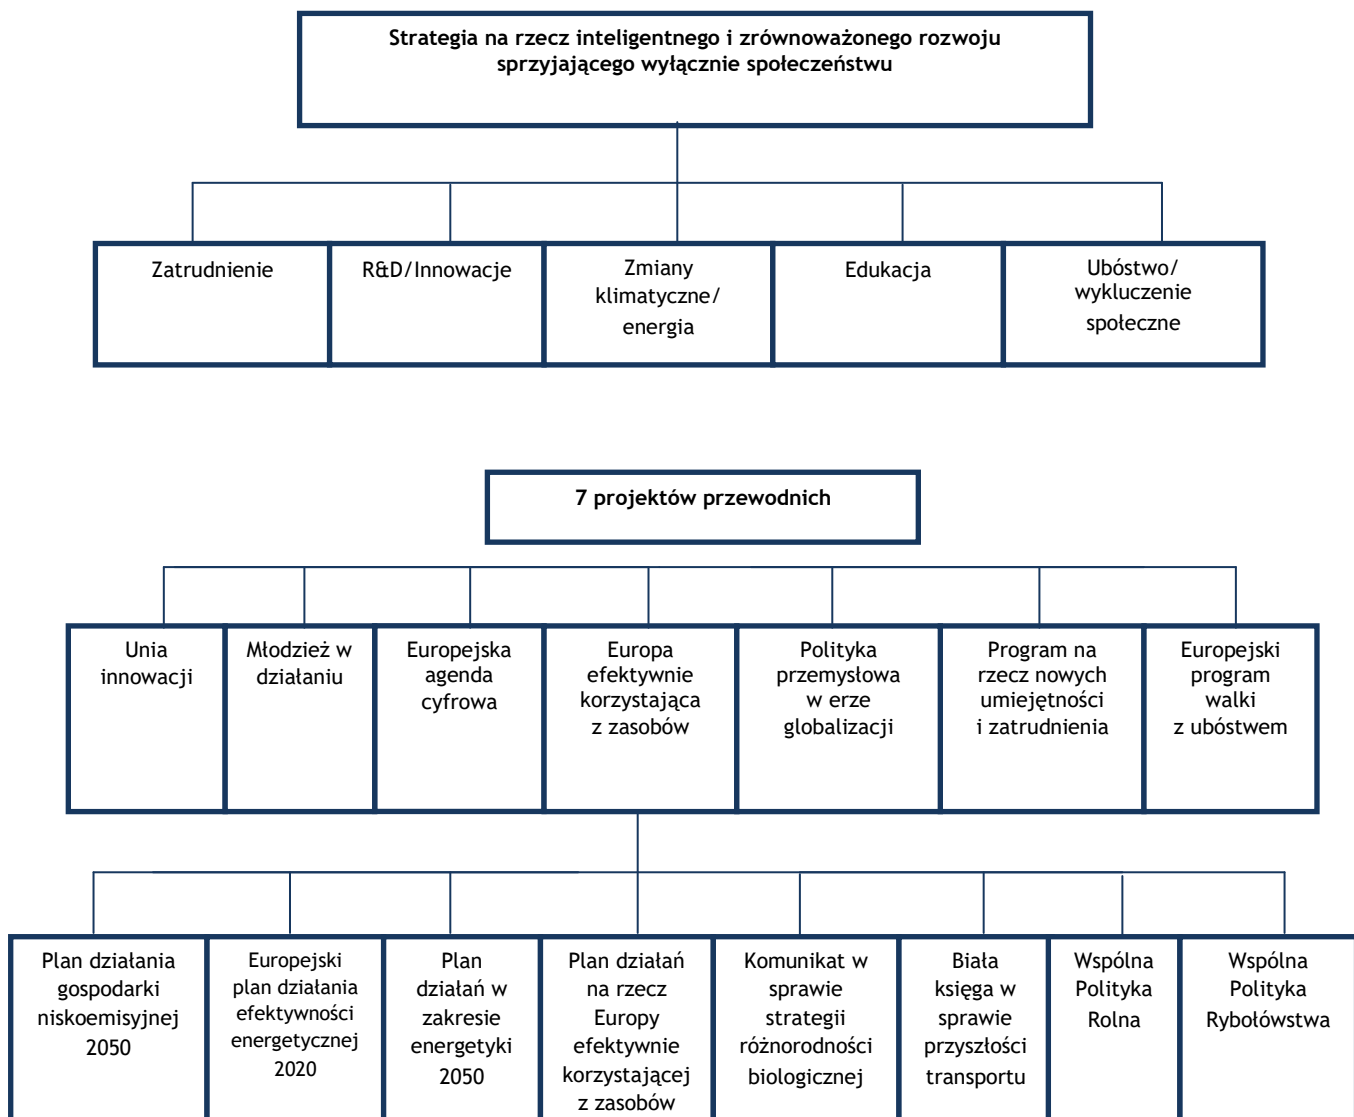 Strategia na rzecz inteligentnego i zrównoważonego rozwoju
sprzyjającego wyłącznie społeczeństwu
Zatrudnienie
R&D/Innowacje
Zmiany
klimatyczne/
energia
Edukacja
Ubóstwo/
wykluczenie
społeczne
7 projektów przewodnich
Unia
innowacji
Młodzież w
działaniu
Europejska
agenda
cyfrowa
Europa
efektywnie
korzystająca
z zasobów
Polityka
przemysłowa
w erze
globalizacji
Program na
rzecz nowych
umiejętności
i zatrudnienia
Europejski
program
walki
z ubóstwem
Plan działania
gospodarki
niskoemisyjnej
2050
Europejski
plan działania
efektywności
energetycznej
2020
Plan
działań w
zakresie
energetyki
2050
Plan działań
na rzecz
Europy
efektywnie
korzystającej
z zasobów
Komunikat w
sprawie
strategii
różnorodności
biologicznej
Biała
księga w
sprawie
przyszłości
transportu
Wspólna
Polityka
Rolna
Wspólna
Polityka
Rybołówstwa